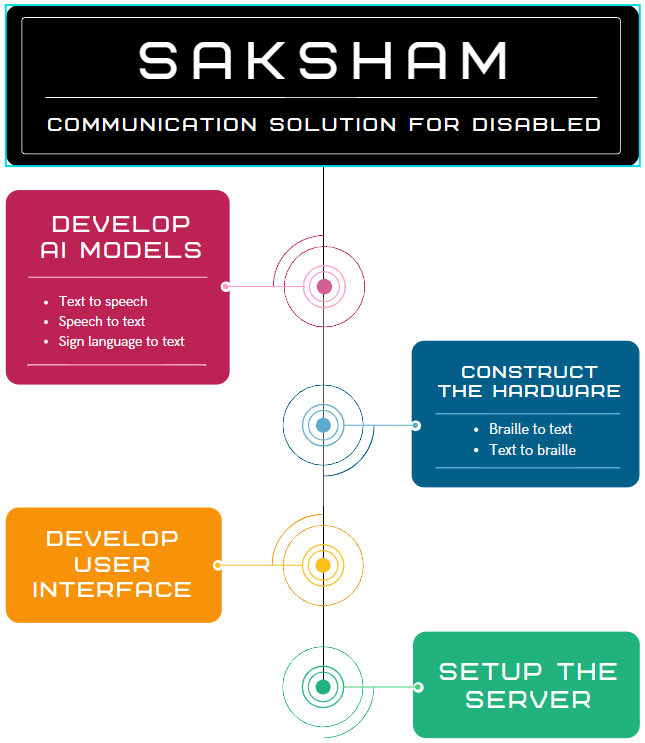 SAKSHAM
COMMUNICATION SOLUTION FOR DISABLED
DEVELOP
AI MODELS
• Text to speech
• Speech to text
• Sign language to text
CONSTRUCT
THE HARDWARE
• Braille to text
• Text to braille
DEVELOP
USER
INTERFACE
SETUP THE
SERVER